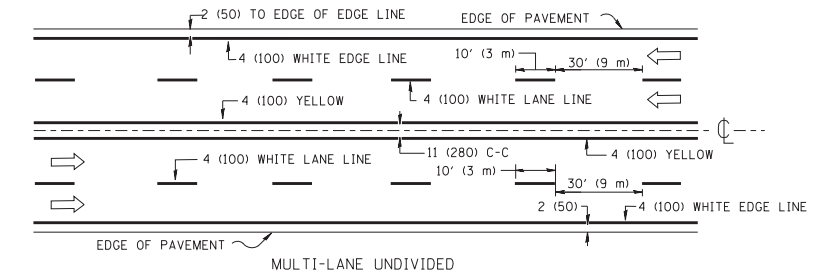 2 (50) TO EDGE OF EDGE LINE
EDGE OF PAVEMENT
4 (100) WHITE EDGE LINE
10' (3 m)
30' (9 m)
4 (100) YELLOW
4 (100) WHITE LANE LINE
℄
4 (100) WHITE LANE LINE
11 (280) C-C
4 (100) YELLOW
10' (3 m)
30' (9 m)
2 (50)
4 (100) WHITE EDGE LINE
EDGE OF PAVEMENT
MULTI-LANE UNDIVIDED